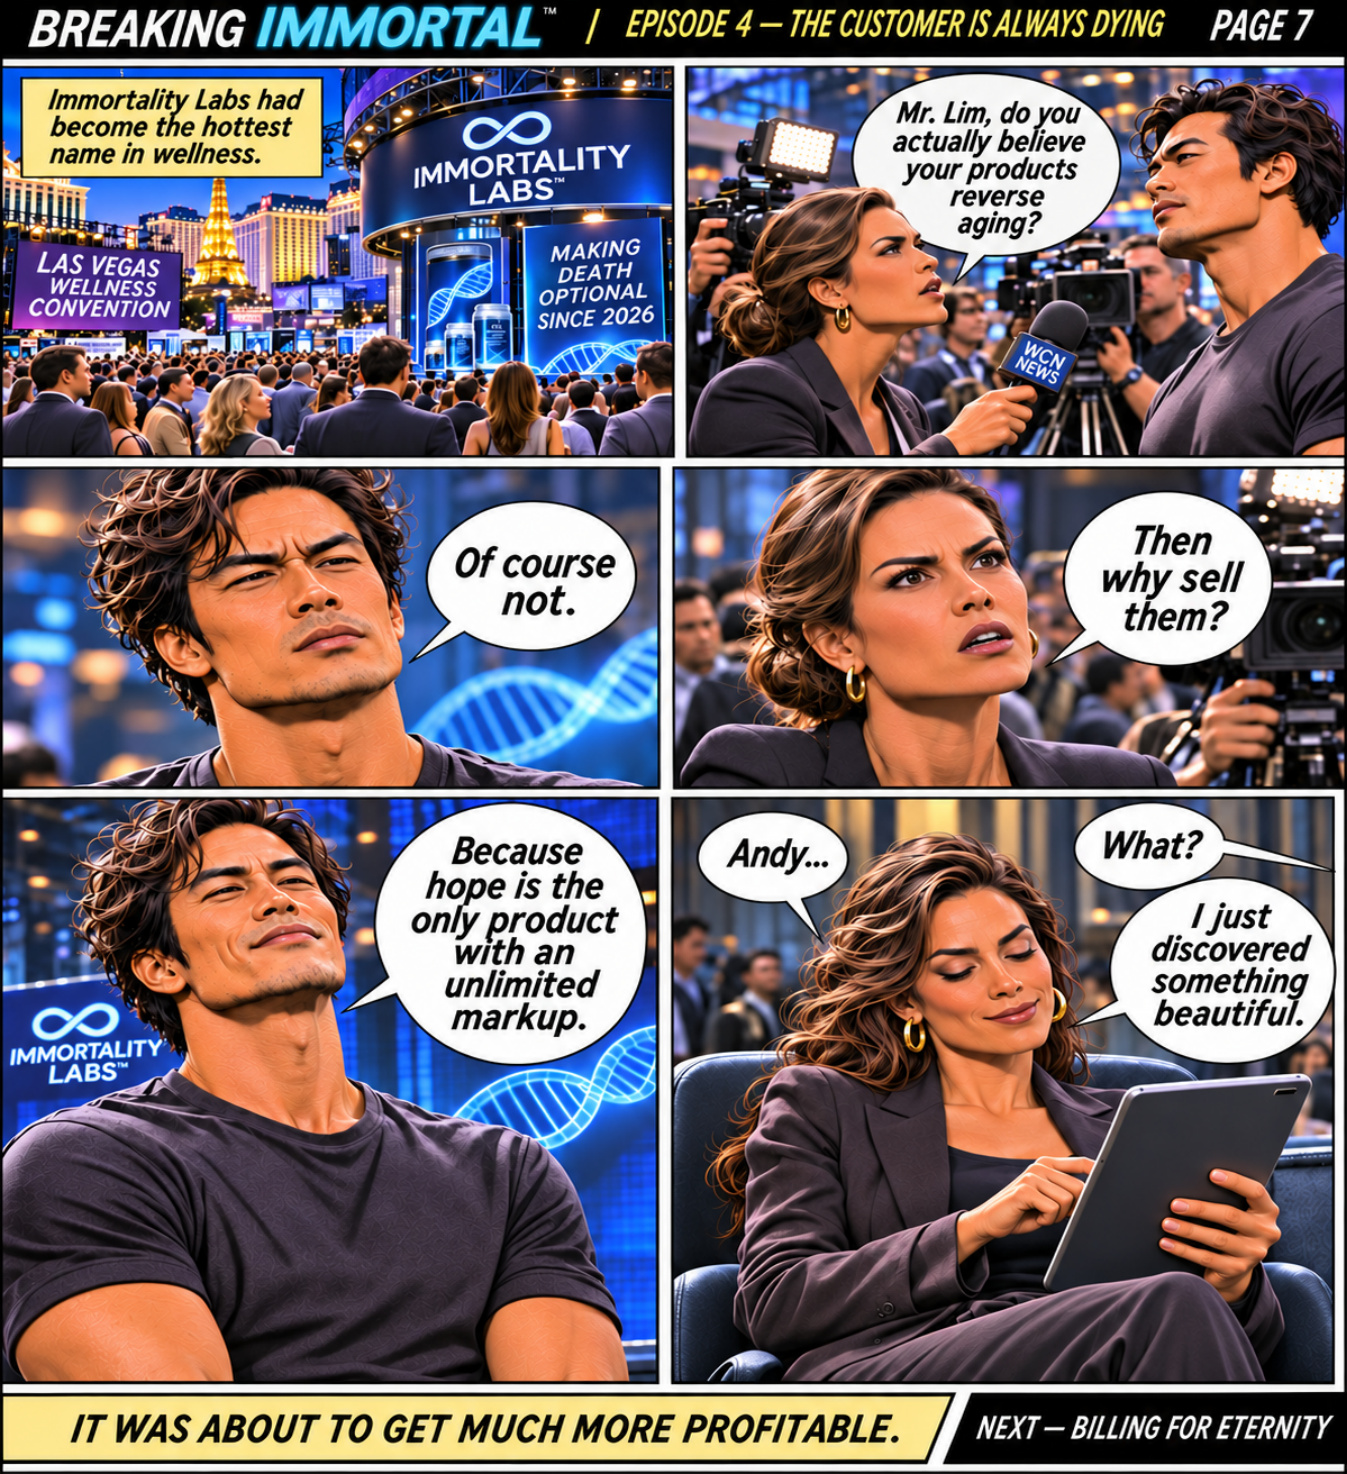 BREAKING IMMORTAL™ / EPISODE 4 — THE CUSTOMER IS ALWAYS DYING PAGE 7
Immortality Labs had
become the hottest
name in wellness.
IMMORTALITY
LABS™
LAS VEGAS
WELLNESS
CONVENTION
MAKING
DEATH
OPTIONAL
SINCE 2026
Mr. Lim, do you
actually believe
your products
reverse
aging?
WCN
NEWS
Of course
not.
Then
why sell
them?
Because
hope is the
only product
with an
unlimited
markup.
IMMORTALITY
LABS™
Andy...
What?
I just
discovered
something
beautiful.
IT WAS ABOUT TO GET MUCH MORE PROFITABLE.
NEXT — BILLING FOR ETERNITY